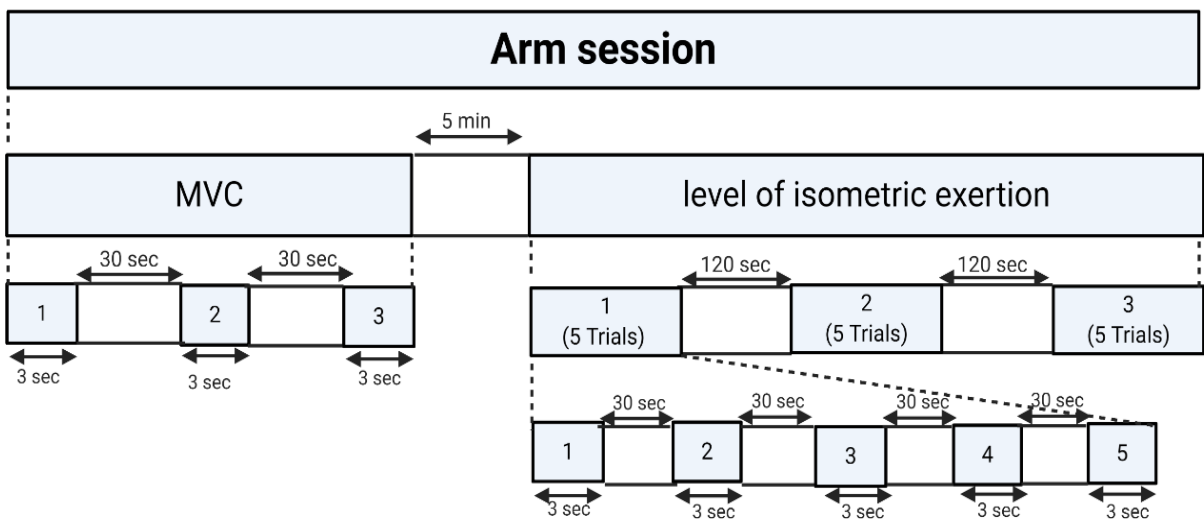 Arm session
5 min
MVC
level of isometric exertion
30 sec
30 sec
120 sec
120 sec
1
2
3
1
(5 Trials)
2
(5 Trials)
3
(5 Trials)
3 sec
3 sec
3 sec
30 sec
30 sec
30 sec
30 sec
1
2
3
4
5
3 sec
3 sec
3 sec
3 sec
3 sec